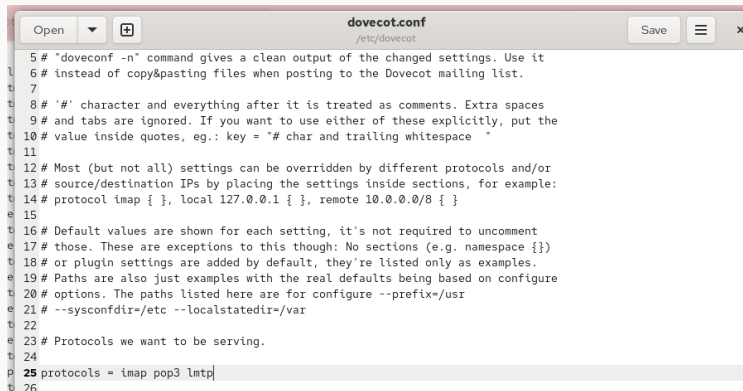 Open
dovecot.conf
/etc/dovecot
Save
5 # "doveconf -n" command gives a clean output of the changed settings. Use it
6 # instead of copy&pasting files when posting to the Dovecot mailing list.
7
8 # '#' character and everything after it is treated as comments. Extra spaces
9 # and tabs are ignored. If you want to use either of these explicitly, put the
10 # value inside quotes, eg.: key = "# char and trailing whitespace  "
11
12 # Most (but not all) settings can be overridden by different protocols and/or
13 # source/destination IPs by placing the settings inside sections, for example:
14 # protocol imap { }, local 127.0.0.1 { }, remote 10.0.0.0/8 { }
15
16 # Default values are shown for each setting, it's not required to uncomment
17 # those. These are exceptions to this though: No sections (e.g. namespace {})
18 # or plugin settings are added by default, they're listed only as examples.
19 # Paths are also just examples with the real defaults being based on configure
20 # options. The paths listed here are for configure --prefix=/usr
21 # --sysconfdir=/etc --localstatedir=/var
22
23 # Protocols we want to be serving.
24
25 protocols = imap pop3 lmtp
26